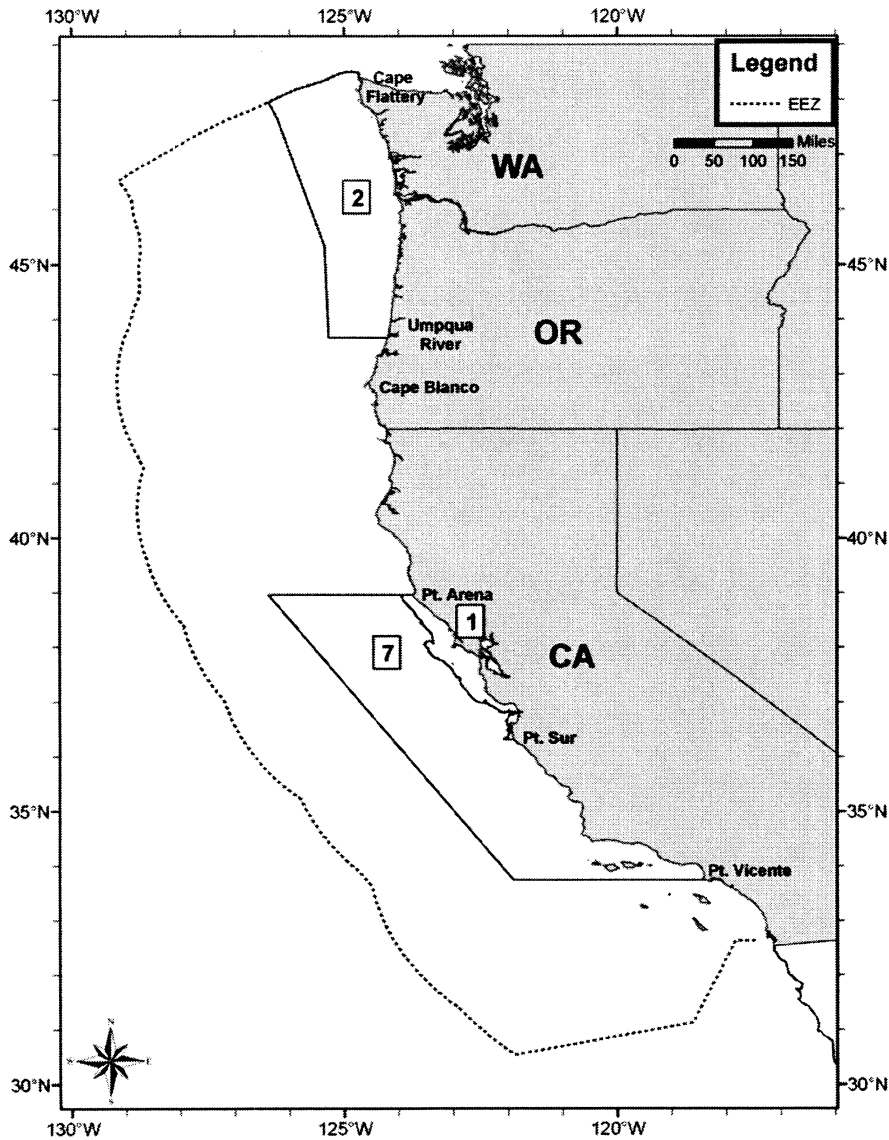 130°W 125°W 120°W
Legend
EEZ
Cape
Flattery
Miles
0 50 100 150
WA
2
45°N 45°N
Umpqua
River
OR
Cape Blanco
40°N 40°N
Pt. Arena
1
7
CA
Pt. Sur
35°N 35°N
Pt. Vicente
N
W E
S
30°N 30°N
130°W 125°W 120°W